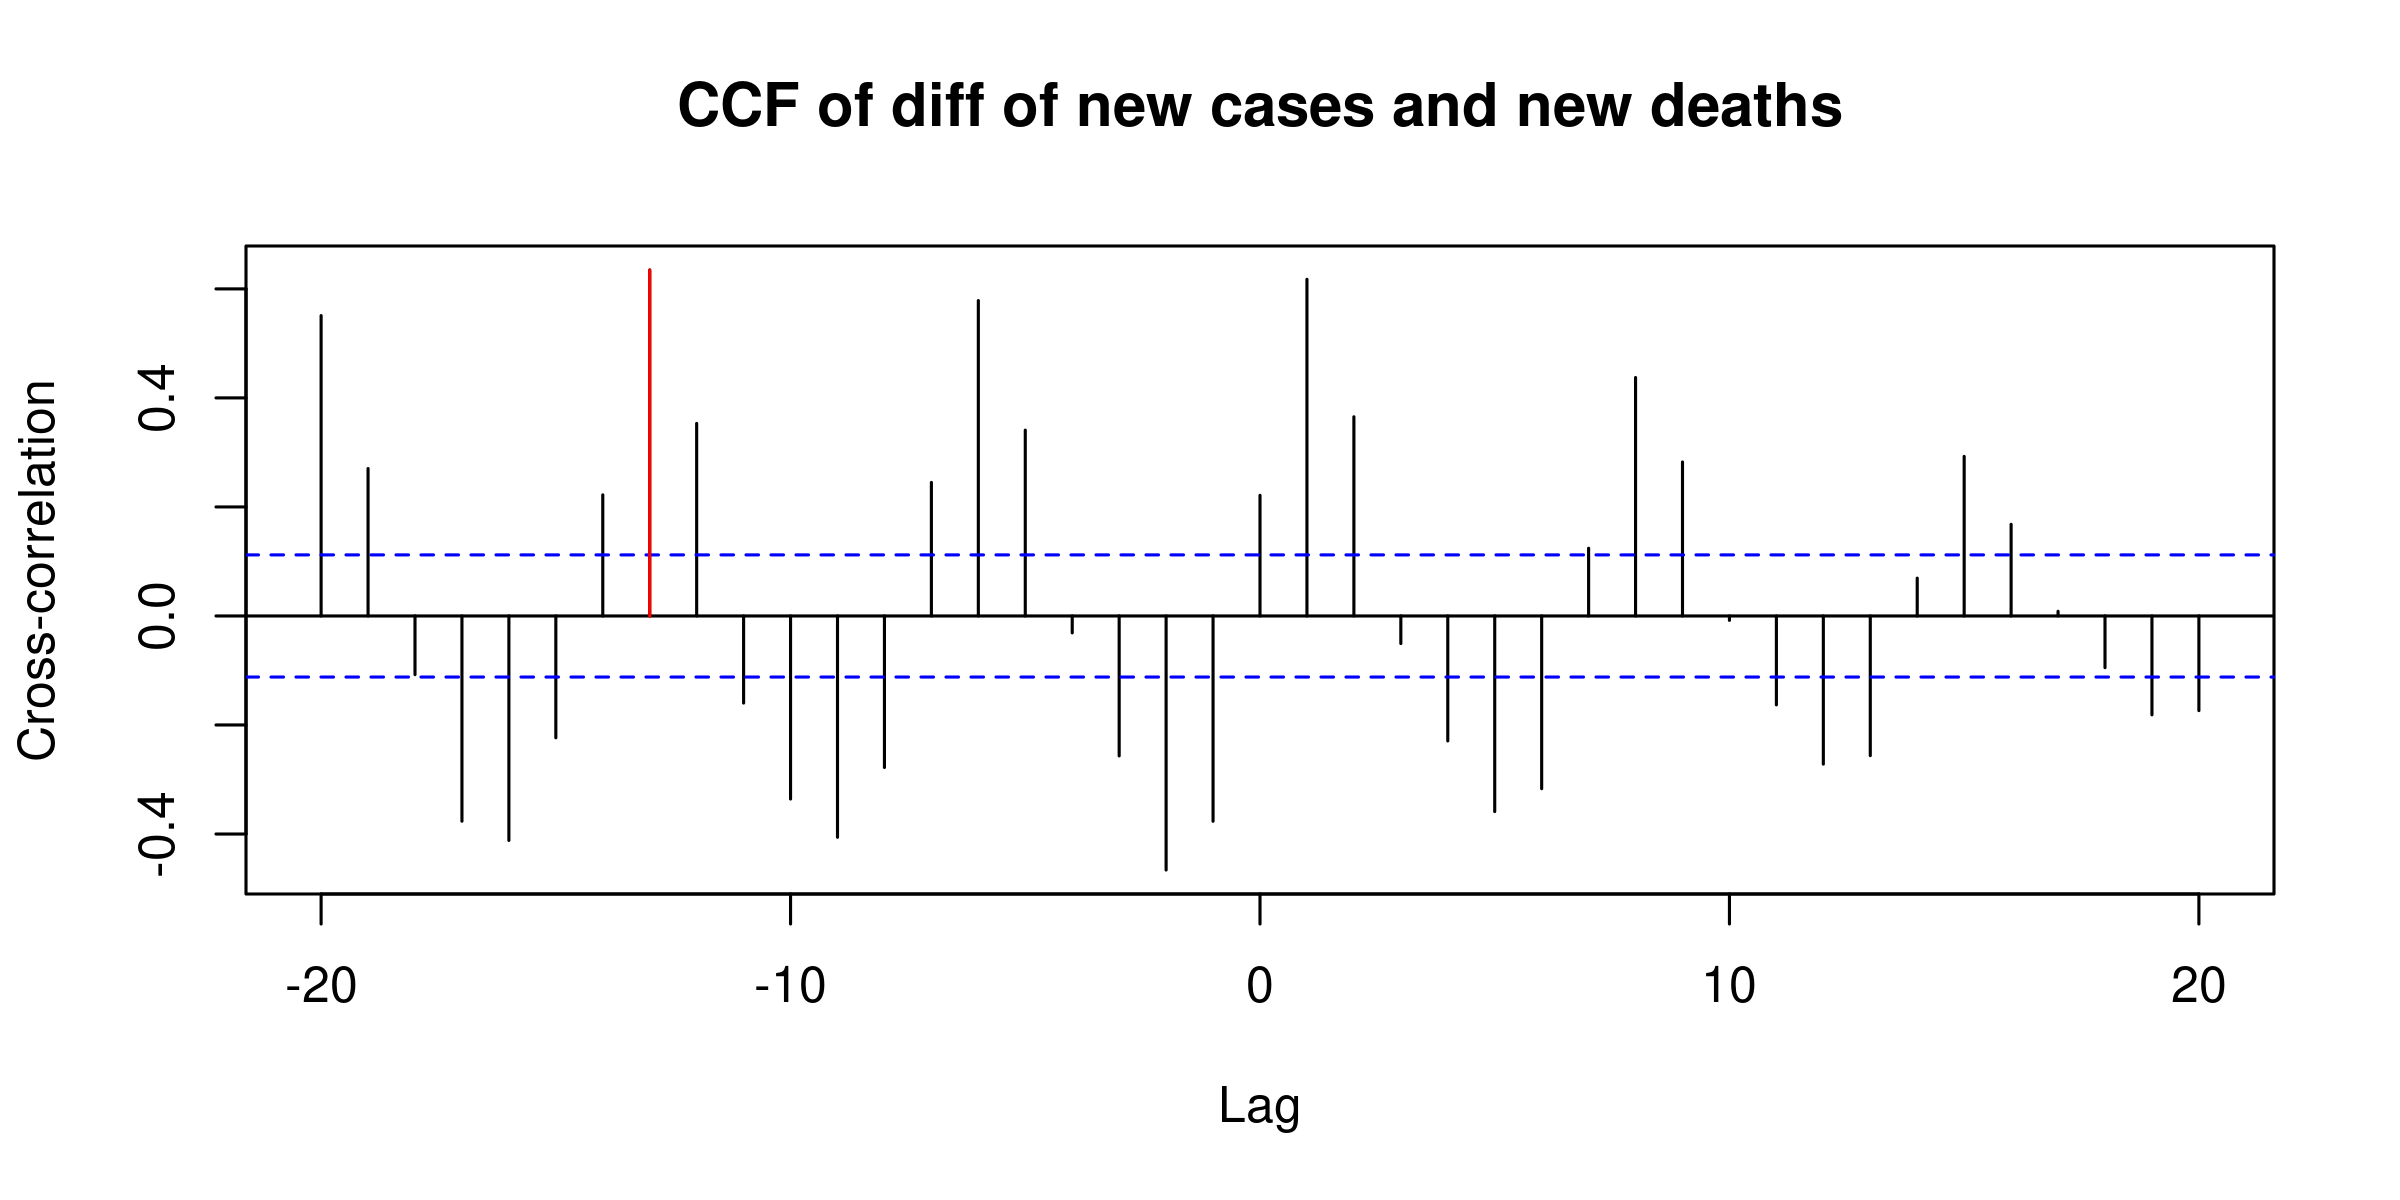 CCF of diff of new cases and new deaths
Cross-correlation
0.4
0.0
-0.4
-20 -10 0 10 20
Lag